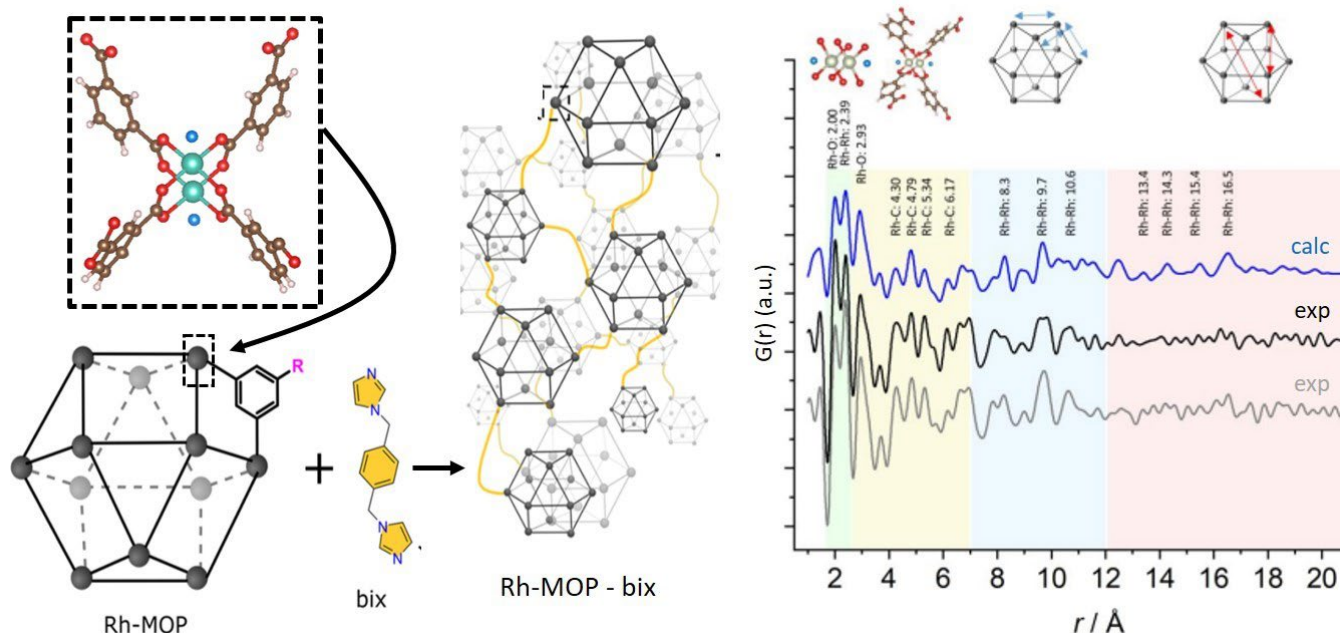 R
Rh-MOP
+
N
N
N
N
bix
,
Rh-MOP - bix
Rh-O: 2.00
Rh-Rh: 2.39
Rh-O: 2.93
Rh-C: 4.30
Rh-C: 4.79
Rh-C: 5.34
Rh-C: 6.17
Rh-Rh: 8.3
Rh-Rh: 9.7
Rh-Rh: 10.6
Rh-Rh: 13.4
Rh-Rh: 14.3
Rh-Rh: 15.4
Rh-Rh: 16.5
calc
exp
exp
G(r) (a.u.)
2 4 6 8 10 12 14 16 18 20
r / Å